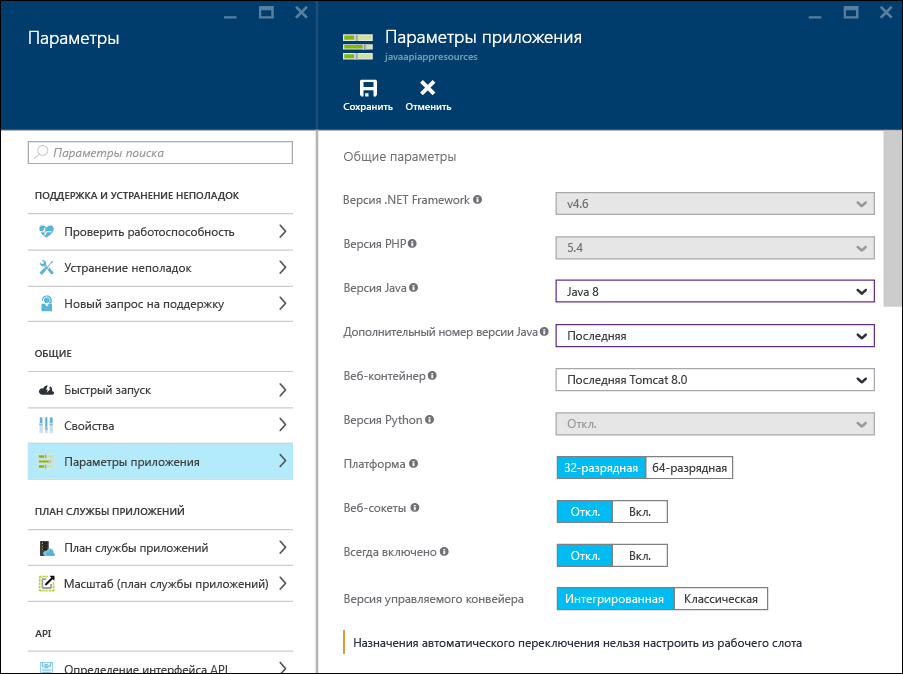 Параметры
Параметры поиска
ПОДДЕРЖКА И УСТРАНЕНИЕ НЕПОЛАДОК
Проверить работоспособность
Устранение неполадок
Новый запрос на поддержку
ОБЩИЕ
Быстрый запуск
Свойства
Параметры приложения
ПЛАН СЛУЖБЫ ПРИЛОЖЕНИЙ
План службы приложений
Масштаб (план службы приложений)
API
Определение интерфейса API
Параметры приложения
javaapiappresources
Сохранить Отменить
Общие параметры
Версия .NET Framework v4.6
Версия PHP 5.4
Версия Java Java 8
Дополнительный номер версии Java Последняя
Веб-контейнер Последняя Tomcat 8.0
Версия Python Откл.
Платформа 32-разрядная 64-разрядная
Веб-сокеты Откл. Вкл.
Всегда включено Откл. Вкл.
Версия управляемого конвейера Интегрированная Классическая
Назначения автоматического переключения нельзя настроить из рабочего слота